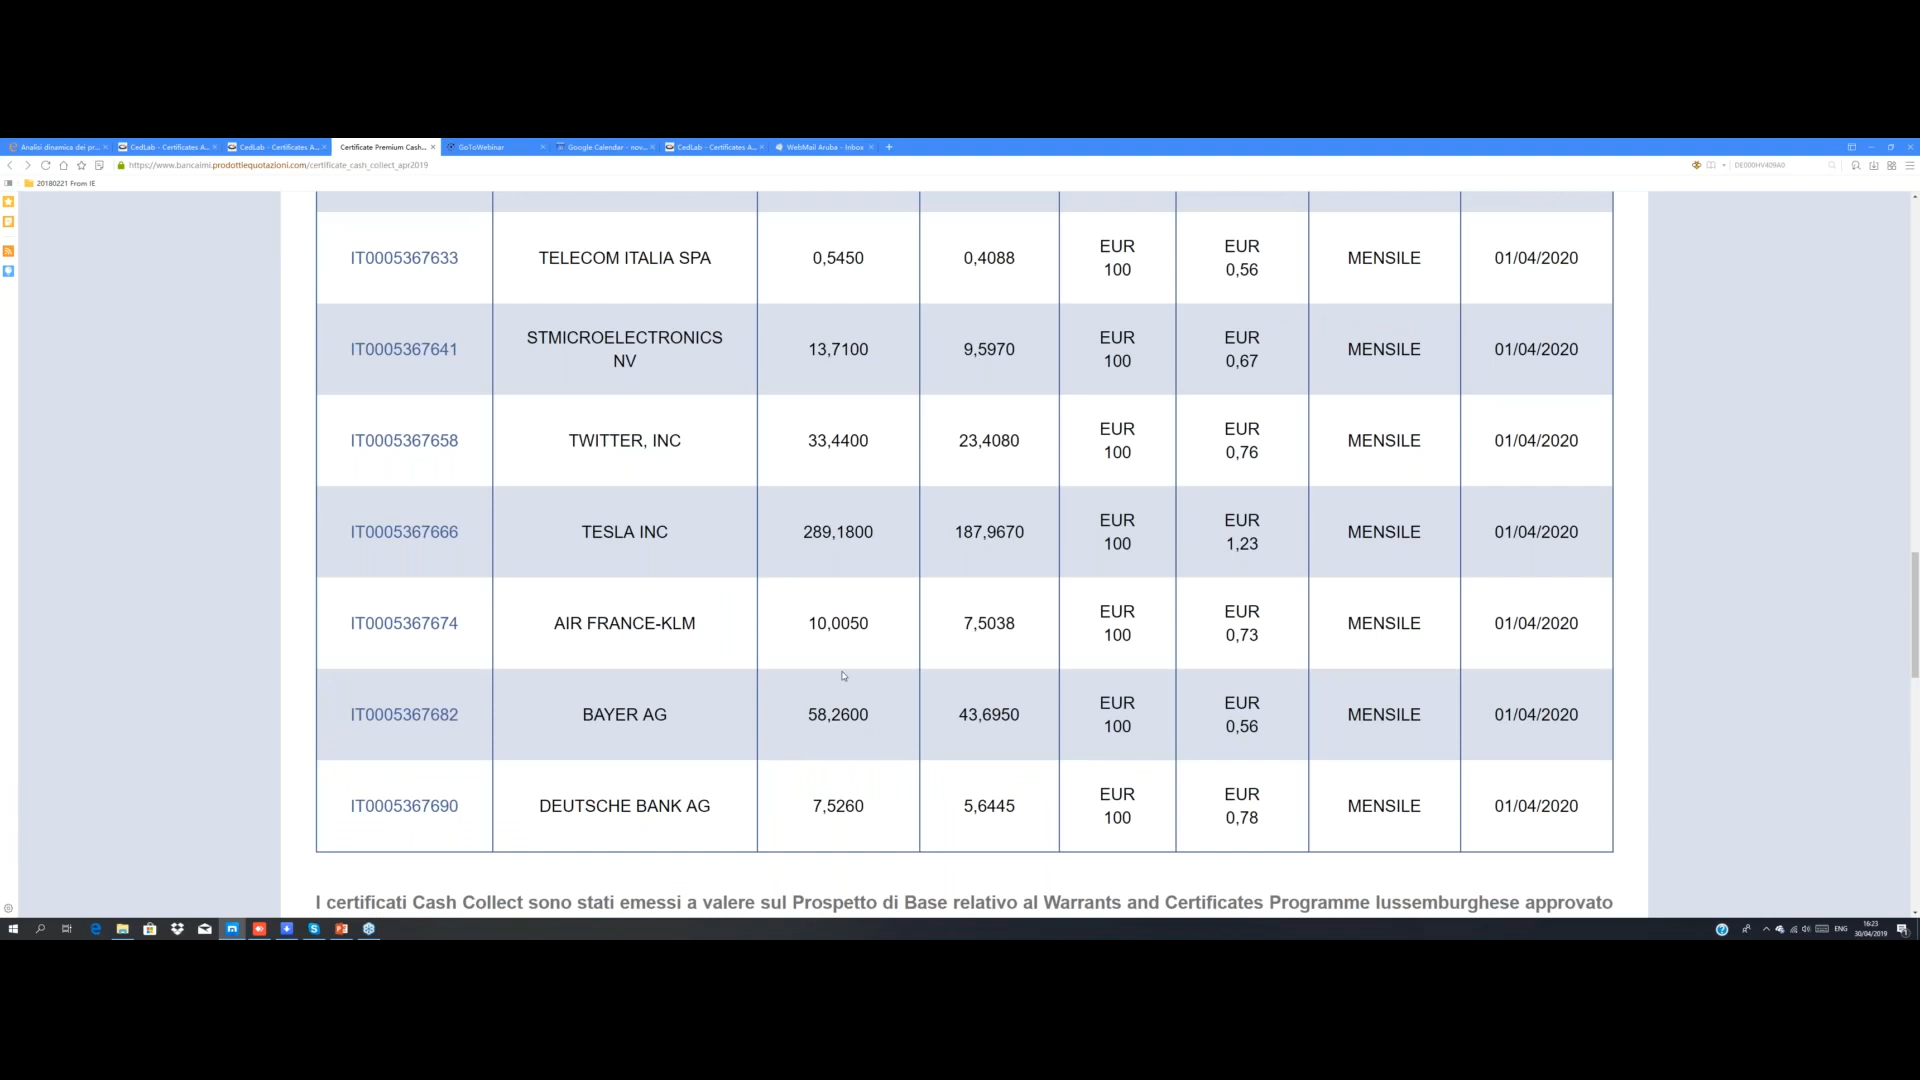 Analisi dinamica dei pr...
CedLab - Certificates A...
CedLab - Certificates A...
Certificate Premium Cash...
GoToWebinar
Google Calendar - nov...
CedLab - Certificates A...
WebMail Aruba - Inbox
https://www.bancaimi.prodottiequotazioni.com/certificate_cash_collect_apr2019
DE000HV409A0
20180221 From IE
IT0005367633 TELECOM ITALIA SPA 0,5450 0,4088 EUR 100 EUR 0,56 MENSILE 01/04/2020
IT0005367641 STMICROELECTRONICS NV 13,7100 9,5970 EUR 100 EUR 0,67 MENSILE 01/04/2020
IT0005367658 TWITTER, INC 33,4400 23,4080 EUR 100 EUR 0,76 MENSILE 01/04/2020
IT0005367666 TESLA INC 289,1800 187,9670 EUR 100 EUR 1,23 MENSILE 01/04/2020
IT0005367674 AIR FRANCE-KLM 10,0050 7,5038 EUR 100 EUR 0,73 MENSILE 01/04/2020
IT0005367682 BAYER AG 58,2600 43,6950 EUR 100 EUR 0,56 MENSILE 01/04/2020
IT0005367690 DEUTSCHE BANK AG 7,5260 5,6445 EUR 100 EUR 0,78 MENSILE 01/04/2020
I certificati Cash Collect sono stati emessi a valere sul Prospetto di Base relativo al Warrants and Certificates Programme lussemburghese approvato
ENG
16:23
30/04/2019